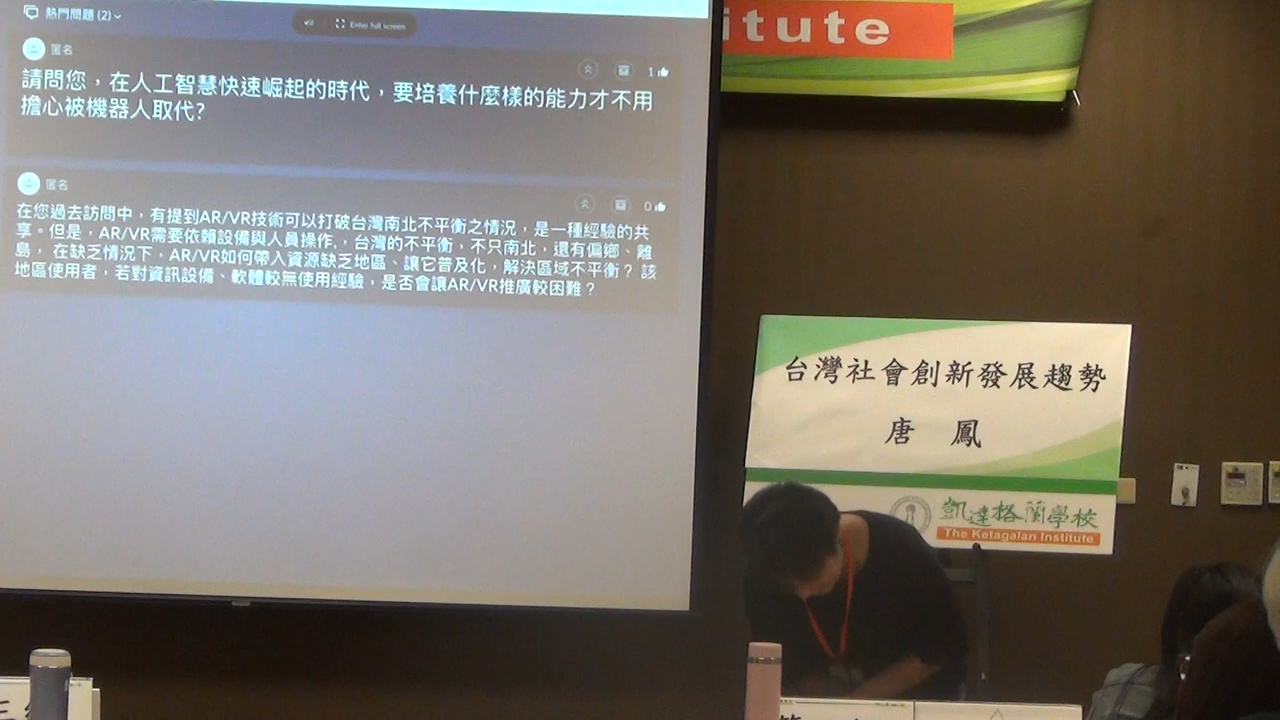 熱門問題 (2)
Enter full screen
匿名
1
請問您，在人工智慧快速崛起的時代，要培養什麼樣的能力才不用
擔心被機器人取代?
匿名
0
在您過去訪問中，有提到AR/VR技術可以打破台灣南北不平衡之情況，是一種經驗的共
享。但是，AR/VR需要依賴設備與人員操作,，台灣的不平衡，不只南北，還有偏鄉、離
島， 在缺乏情況下，AR/VR如何帶入資源缺乏地區、讓它普及化，解決區域不平衡？ 該
地區使用者，若對資訊設備、軟體較無使用經驗，是否會讓AR/VR推廣較困難？
itute
台灣社會創新發展趨勢
唐 鳳
凱達格蘭學校
The Ketagalan Institute